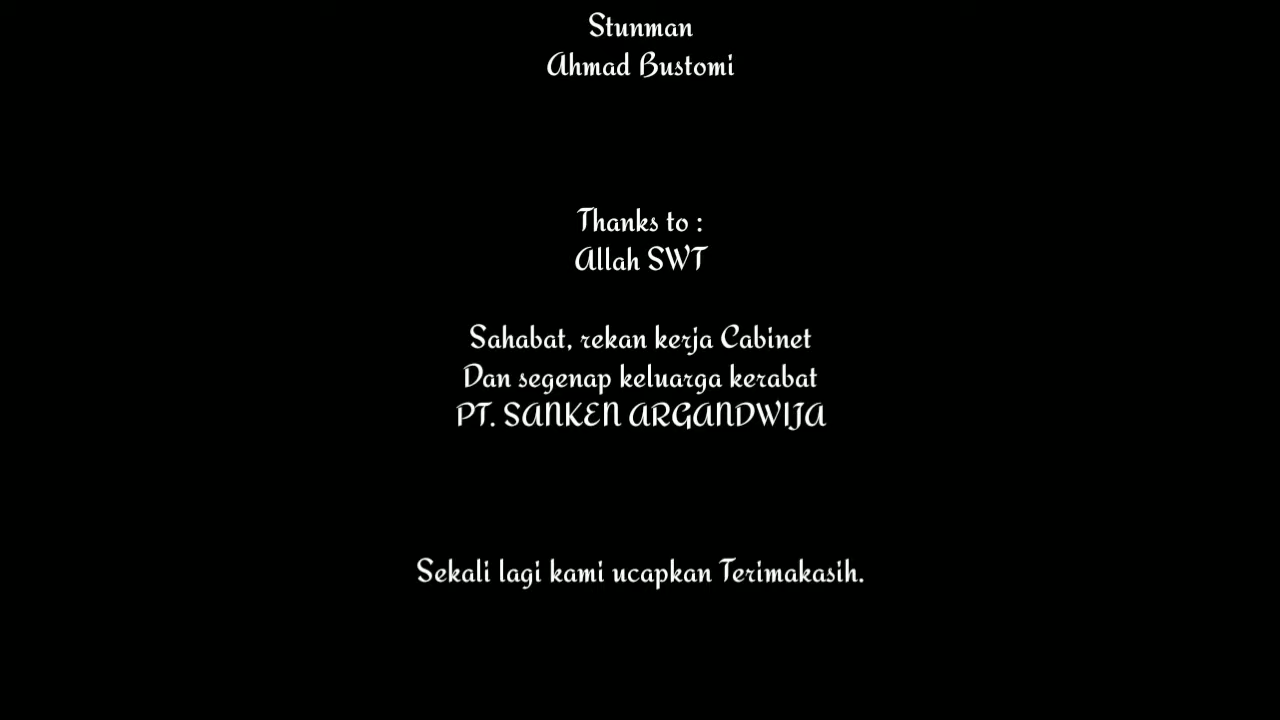 Stunman
Ahmad Bustomi
Thanks to :
Allah SWT
Sahabat, rekan kerja Cabinet
Dan segenap keluarga kerabat
PT. SANKEN ARGANDWIJA
Sekali lagi kami ucapkan Terimakasih.